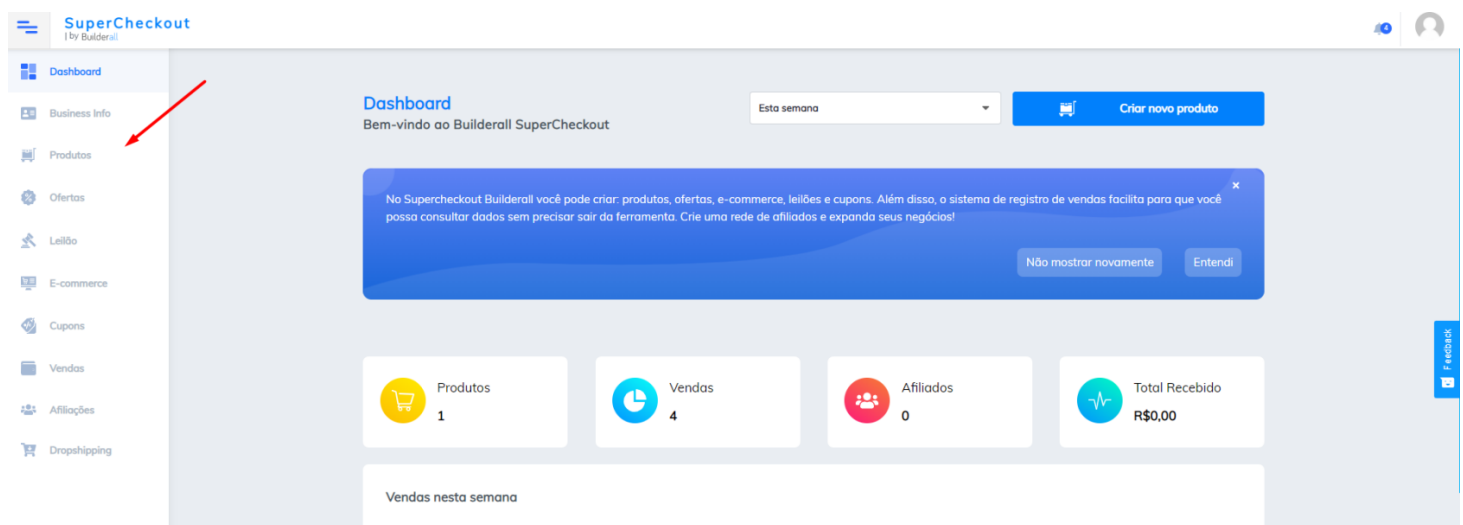 SuperCheckout
| by Builderall
4
Dashboard
Business Info
Produtos
Ofertas
Leilão
E-commerce
Cupons
Vendas
Afiliações
Dropshipping
Dashboard
Bem-vindo ao Builderall SuperCheckout
Esta semana
Criar novo produto
No Supercheckout Builderall você pode criar: produtos, ofertas, e-commerce, leilões e cupons. Além disso, o sistema de registro de vendas facilita para que você
possa consultar dados sem precisar sair da ferramenta. Crie uma rede de afiliados e expanda seus negócios!
Não mostrar novamente
Entendi
Produtos
1
Vendas
4
Afiliados
0
Total Recebido
R$0,00
Vendas nesta semana
Feedback